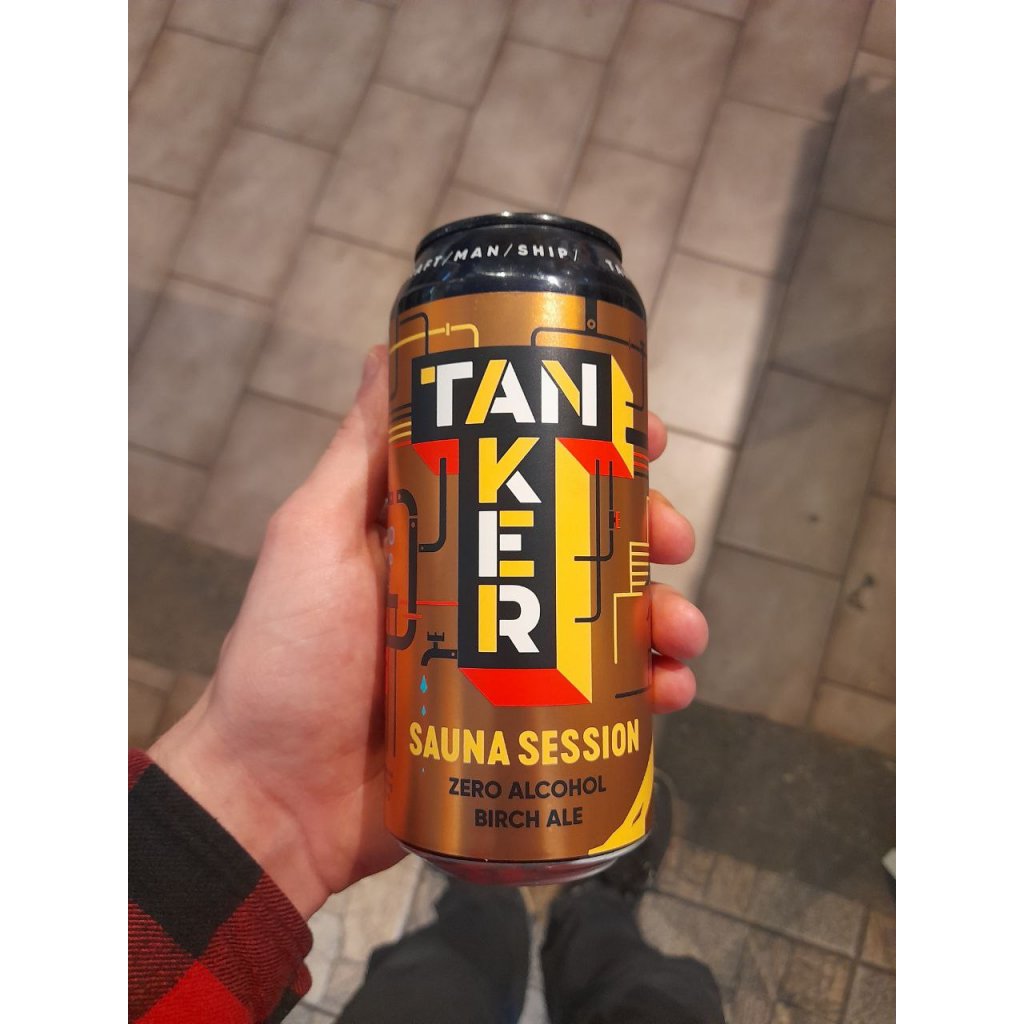 /MAN/SHIP/
TAN
KER
SAUNA SESSION
ZERO ALCOHOL
BIRCH ALE